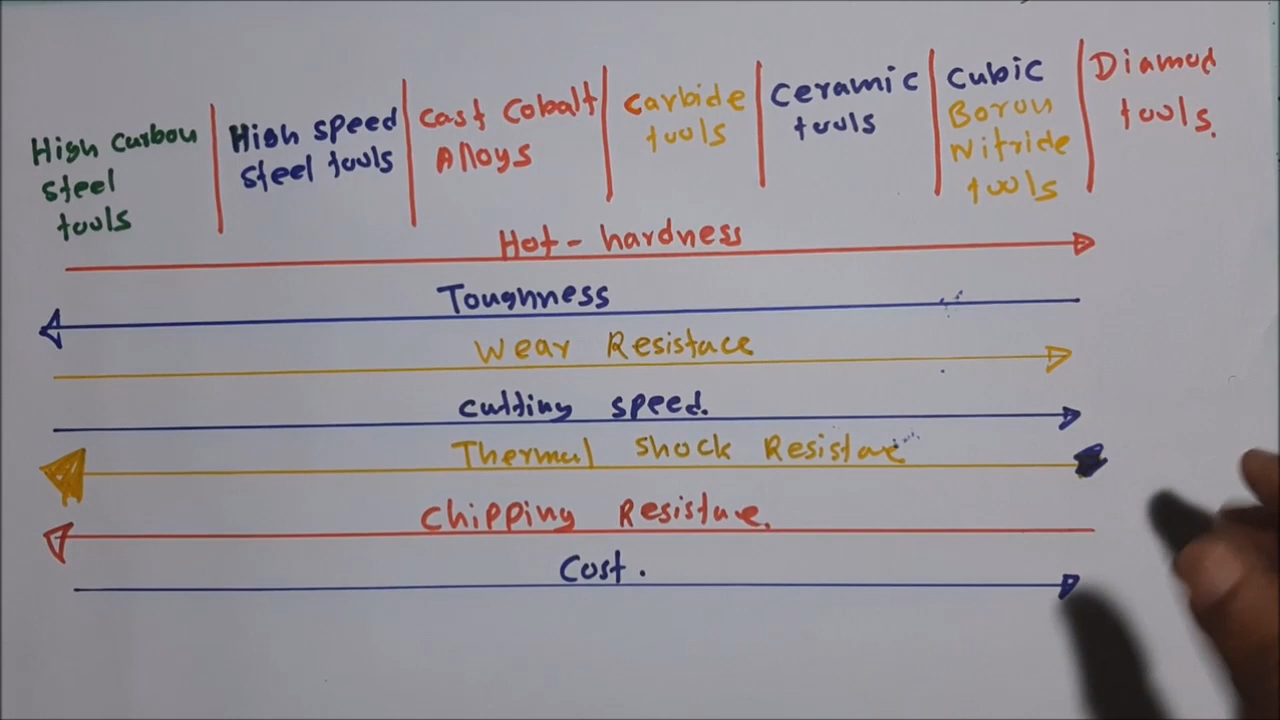 High carbon
steel
tools
High speed
steel tools
Cast Cobalt
Alloys
Carbide
tools
Ceramic
tools
Cubic
Boron
Nitride
tools
Diamod
tools.
Hot - hardness
Toughness
Wear Resistace
cutting speed.
Thermal Shock Resistace
Chipping Resistace.
Cost.